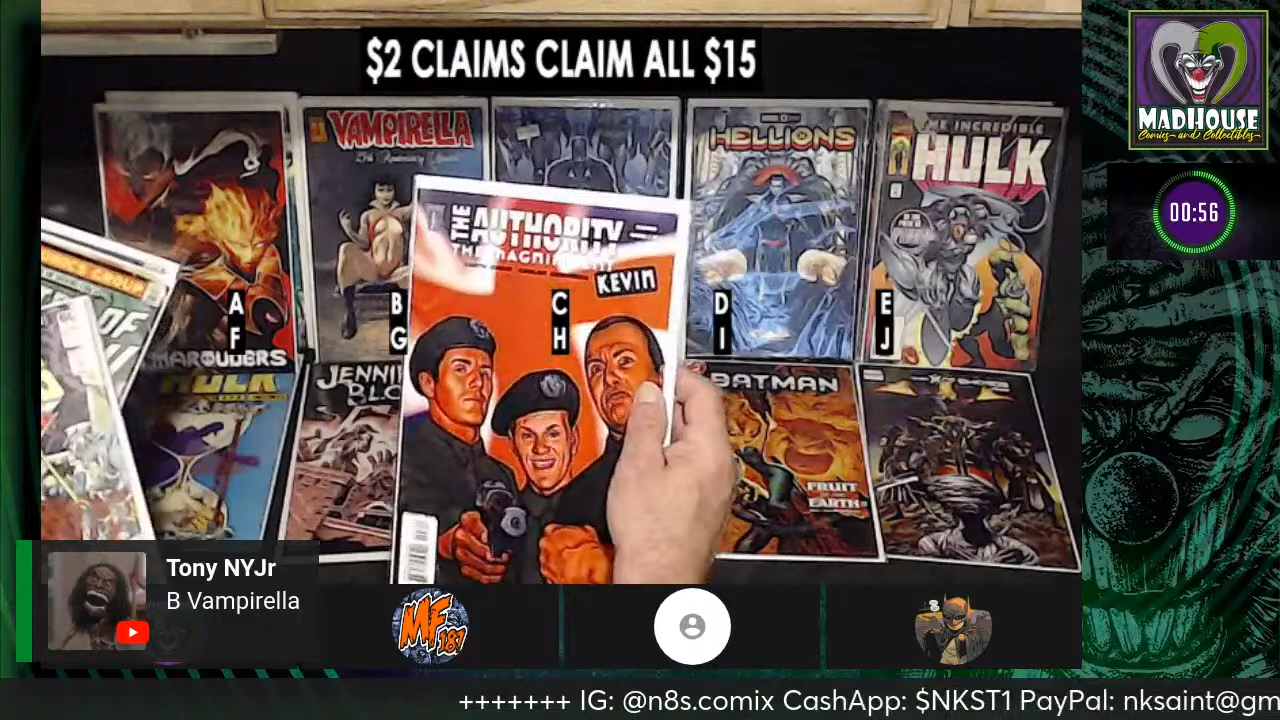 $2 CLAIMS CLAIM ALL $15
MADHOUSE
Comics and Collectibles
00:56
VAMPIRELLA
HELLIONS
THE INCREDIBLE
HULK
THE AUTHORITY
KEVIN
A
B
C
D
E
F
G
H
I
J
MARAUDERS
HULK
BATMAN
FRUIT
OF THE
EARTH
Tony NYJr
B Vampirella
MF
187
+++++++ IG: @n8s.comix CashApp: $NKST1 PayPal: nksaint@gm